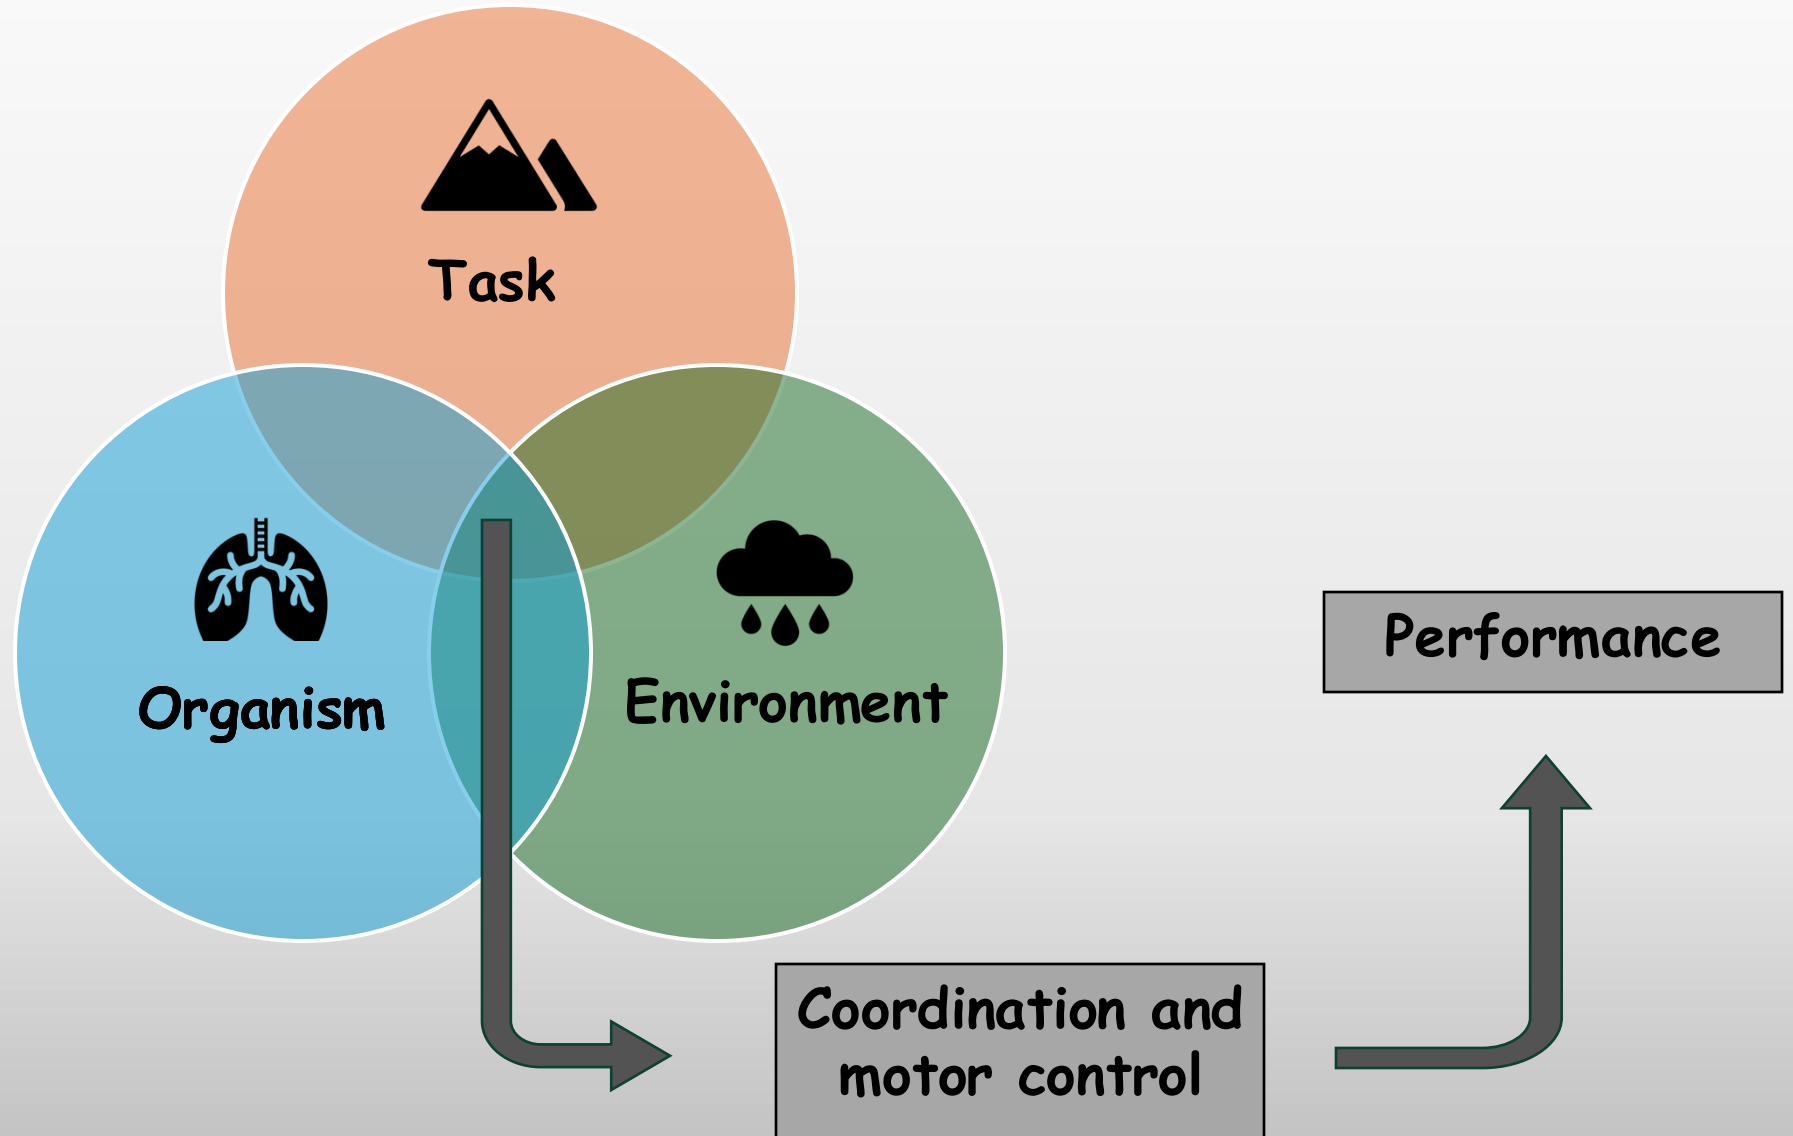 Task
Organism
Environment
Performance
Coordination and
motor control